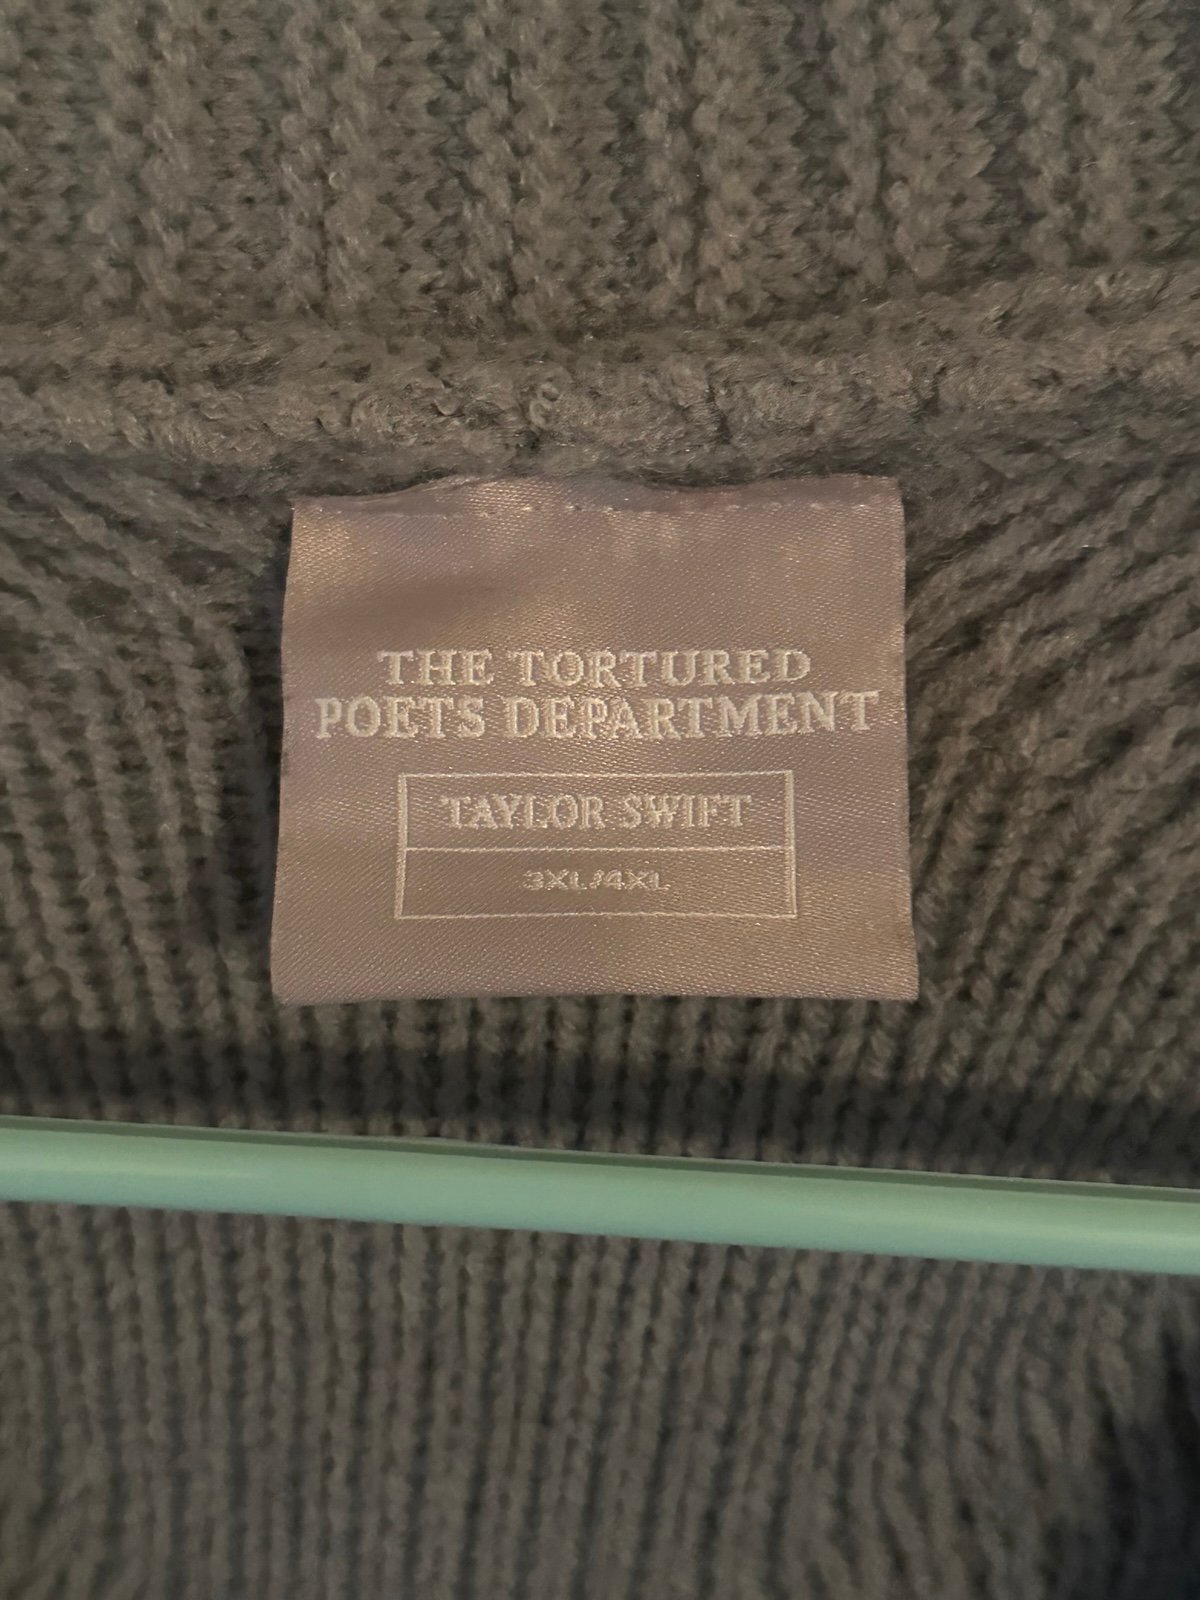 THE TORTURED
POETS DEPARTMENT
TAYLOR SWIFT
3XL/4XL